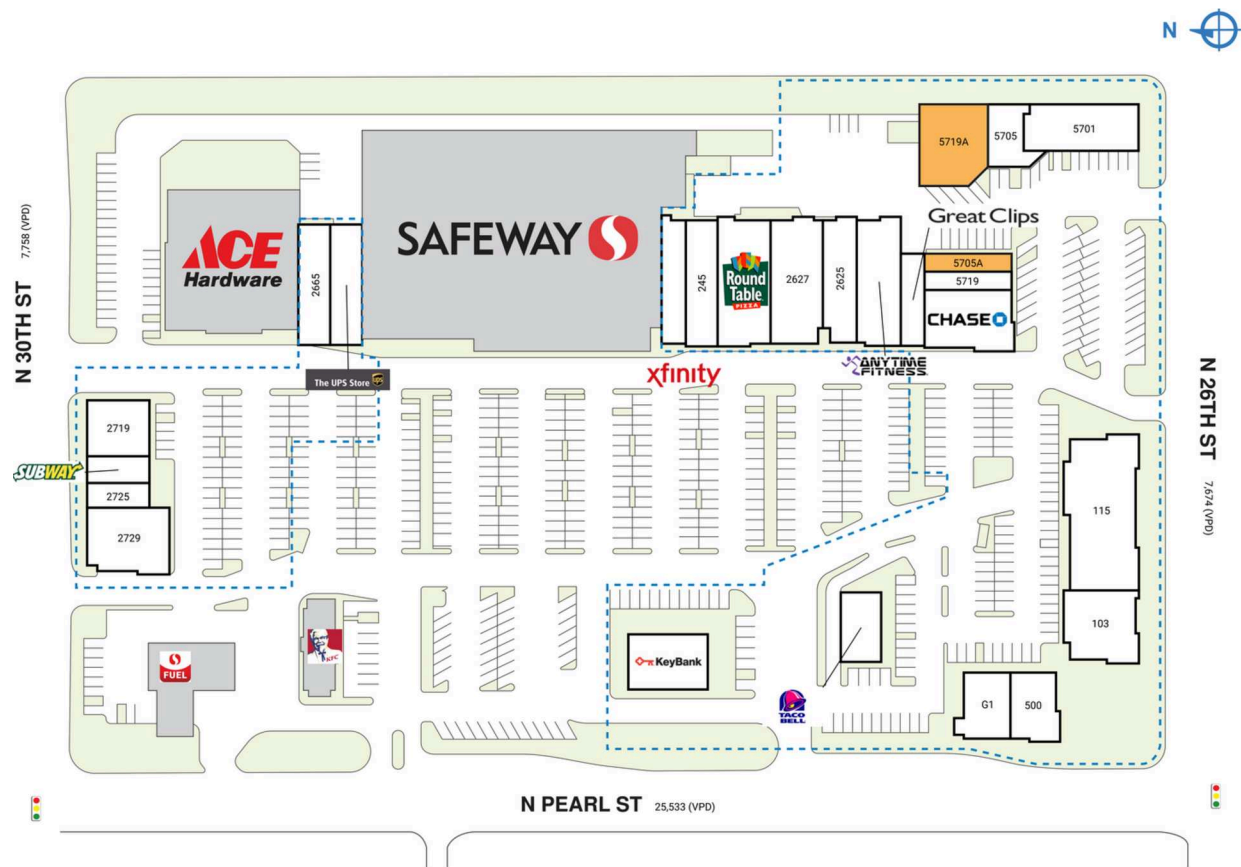 N
5719A
5705
5701
7,758 (VPD)
N 30TH ST
ACE
Hardware
2665
SAFEWAY
245
Round
Table
PIZZA
2627
2625
Great Clips
5705A
5719
CHASE
The UPS Store
ups
xfinity
ANYTIME
FITNESS
N 26TH ST
7,674 (VPD)
2719
SUBWAY
2725
2729
115
103
FUEL
KFC
KeyBank
TACO
BELL
G1
500
N PEARL ST 25,533 (VPD)